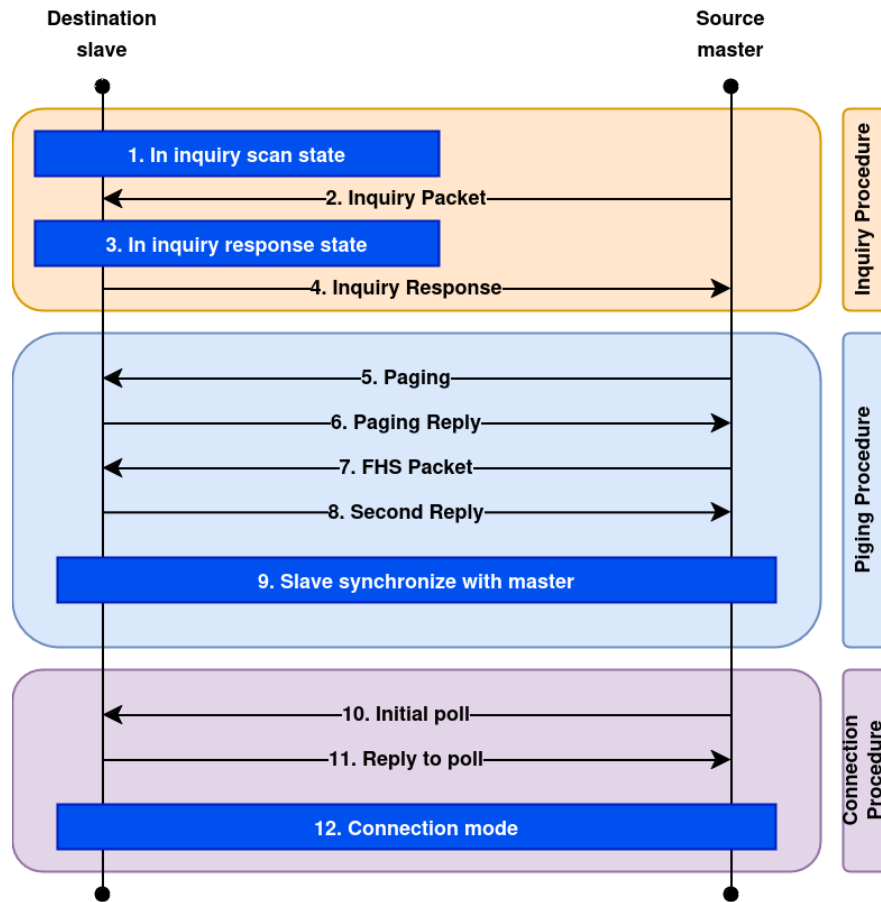 Destination
slave
Source
master
1. In inquiry scan state
2. Inquiry Packet
3. In inquiry response state
4. Inquiry Response
Inquiry Procedure
5. Paging
6. Paging Reply
7. FHS Packet
8. Second Reply
9. Slave synchronize with master
Piging Procedure
10. Initial poll
11. Reply to poll
12. Connection mode
Connection
Procedure